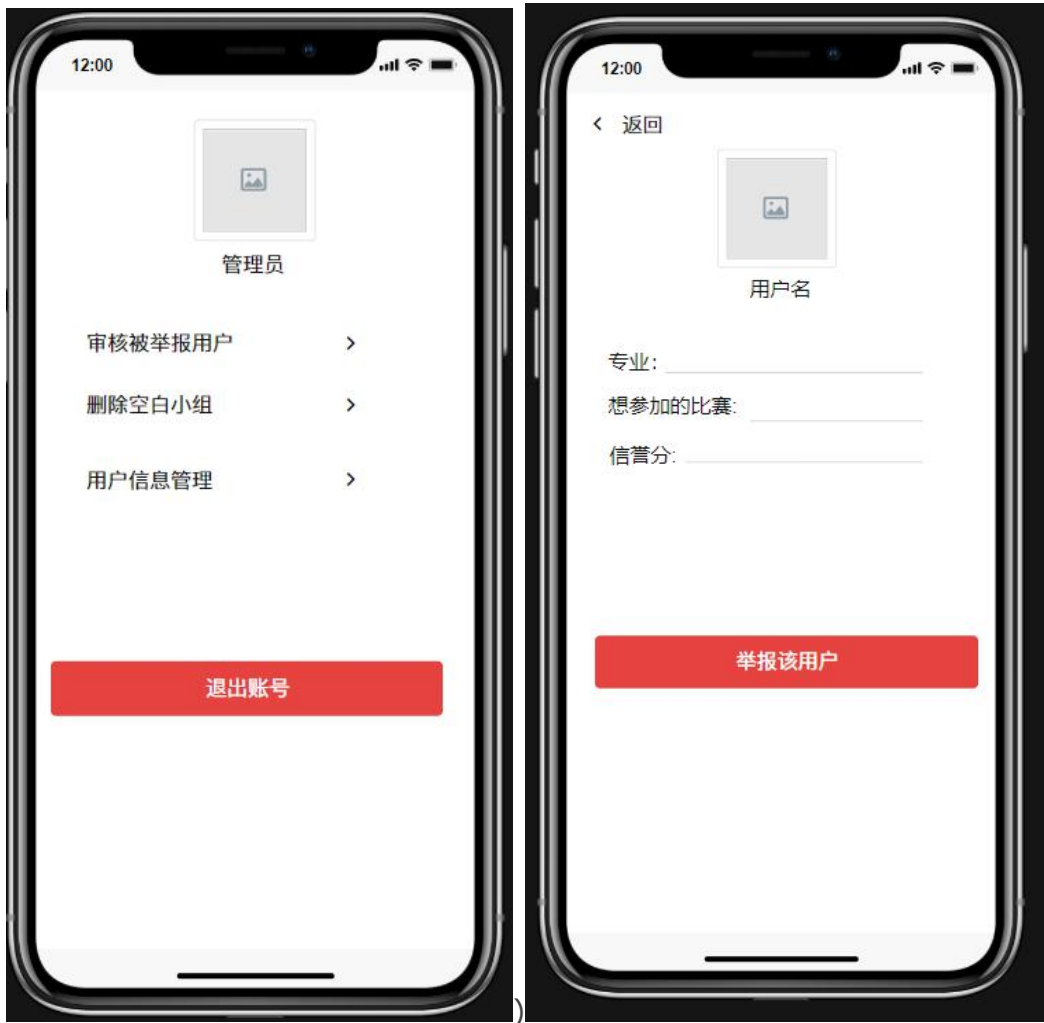 12:00
管理员
审核被举报用户
删除空白小组
用户信息管理
退出账号
)
12:00
返回
用户名
专业:
想参加的比赛:
信誉分:
举报该用户